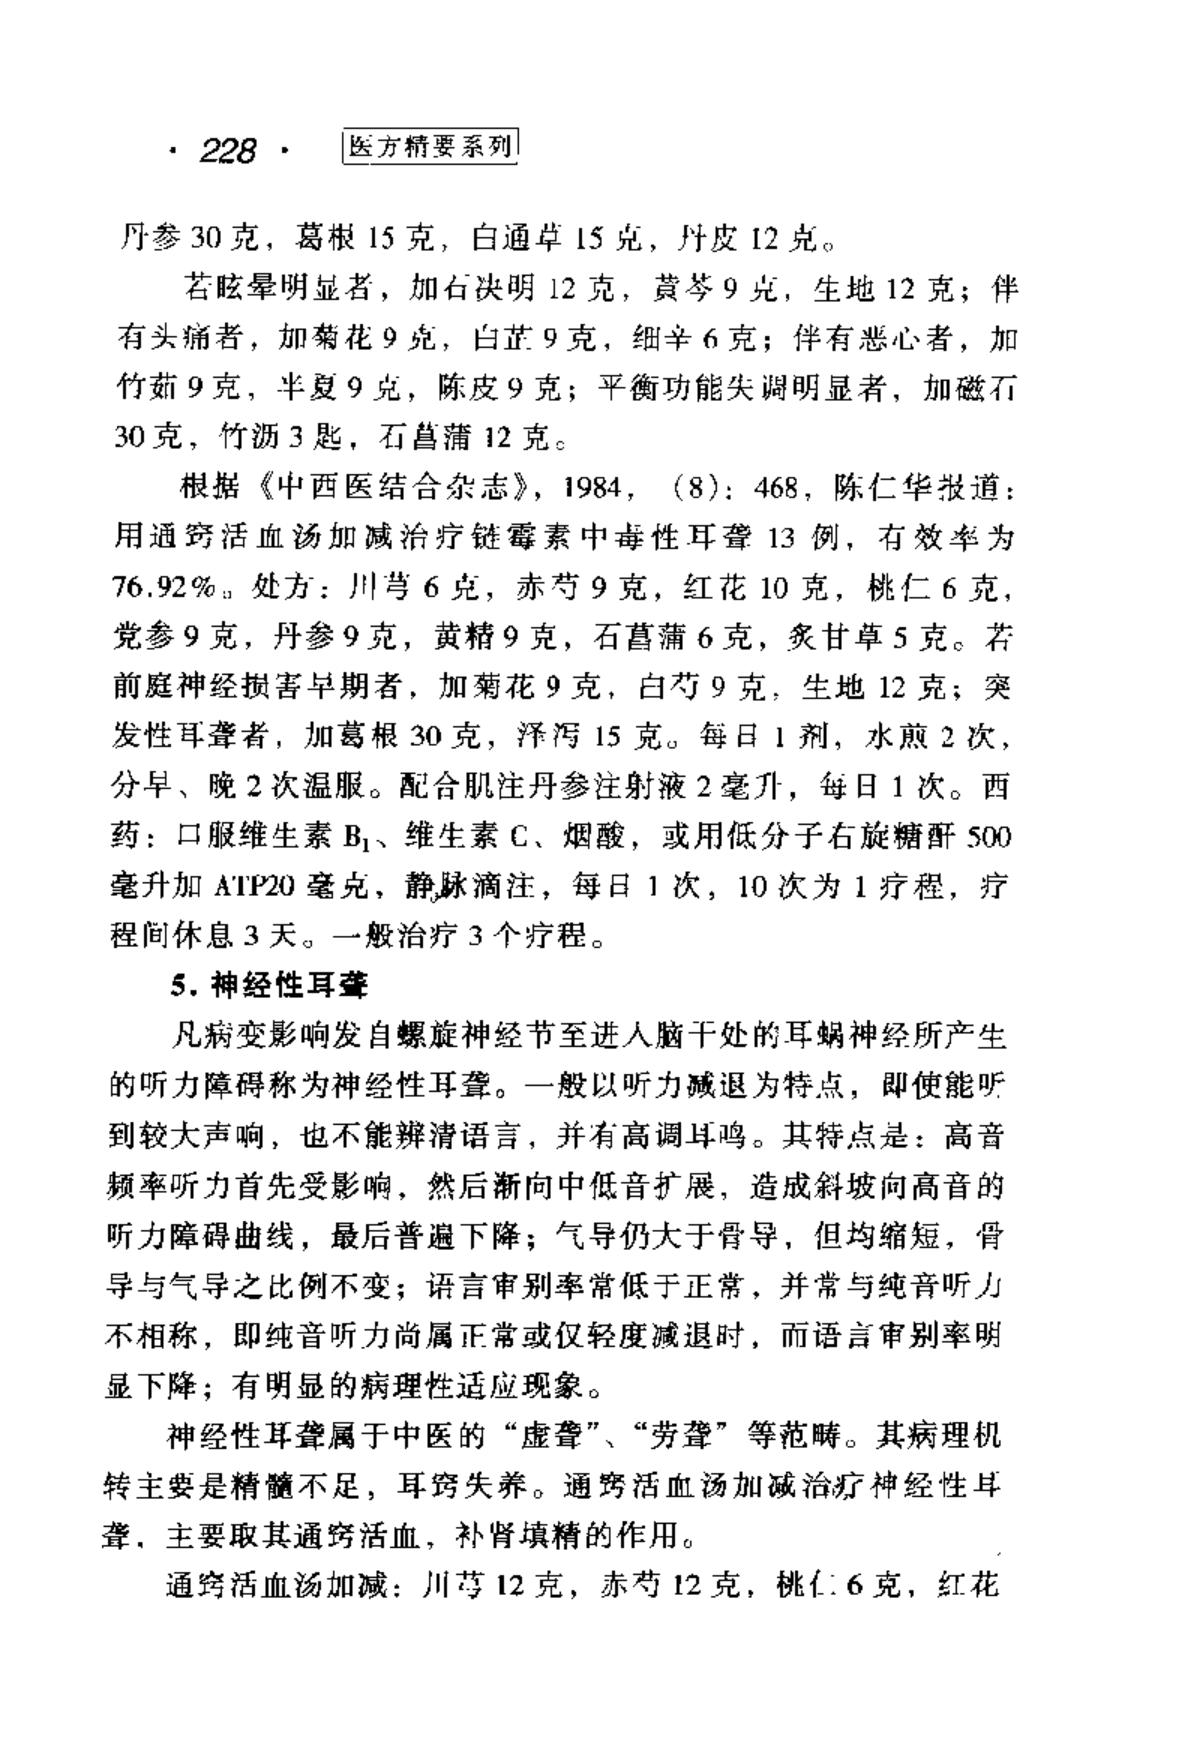 · 228 · 医方精要系列
丹参 30 克，葛根 15 克，白通草 15 克，丹皮 12 克。
若眩晕明显者，加石决明 12 克，黄芩 9 克，生地 12 克；伴
有头痛者，加菊花 9 克，白芷 9 克，细辛 6 克；伴有恶心者，加
竹茹 9 克，半夏 9 克，陈皮 9 克；平衡功能失调明显者，加磁石
30 克，竹沥 3 匙，石菖蒲 12 克。
根据《中西医结合杂志》，1984，（8）：468，陈仁华报道：
用通窍活血汤加减治疗链霉素中毒性耳聋 13 例，有效率为
76.92%。处方：川芎 6 克，赤芍 9 克，红花 10 克，桃仁 6 克，
党参 9 克，丹参 9 克，黄精 9 克，石菖蒲 6 克，炙甘草 5 克。若
前庭神经损害早期者，加菊花 9 克，白芍 9 克，生地 12 克；突
发性耳聋者，加葛根 30 克，泽泻 15 克。每日 1 剂，水煎 2 次，
分早、晚 2 次温服。配合肌注丹参注射液 2 毫升，每日 1 次。西
药：口服维生素 B₁、维生素 C、烟酸，或用低分子右旋糖酐 500
毫升加 ATP20 毫克，静脉滴注，每日 1 次，10 次为 1 疗程，疗
程间休息 3 天。一般治疗 3 个疗程。
5. 神经性耳聋
凡病变影响发自螺旋神经节至进入脑干处的耳蜗神经所产生
的听力障碍称为神经性耳聋。一般以听力减退为特点，即使能听
到较大声响，也不能辨清语言，并有高调耳鸣。其特点是：高音
频率听力首先受影响，然后渐向中低音扩展，造成斜坡向高音的
听力障碍曲线，最后普遍下降；气导仍大于骨导，但均缩短，骨
导与气导之比例不变；语言审别率常低于正常，并常与纯音听力
不相称，即纯音听力尚属正常或仅轻度减退时，而语言审别率明
显下降；有明显的病理性适应现象。
神经性耳聋属于中医的“虚聋”、“劳聋”等范畴。其病理机
转主要是精髓不足，耳窍失养。通窍活血汤加减治疗神经性耳
聋，主要取其通窍活血，补肾填精的作用。
通窍活血汤加减：川芎 12 克，赤芍 12 克，桃仁 6 克，红花